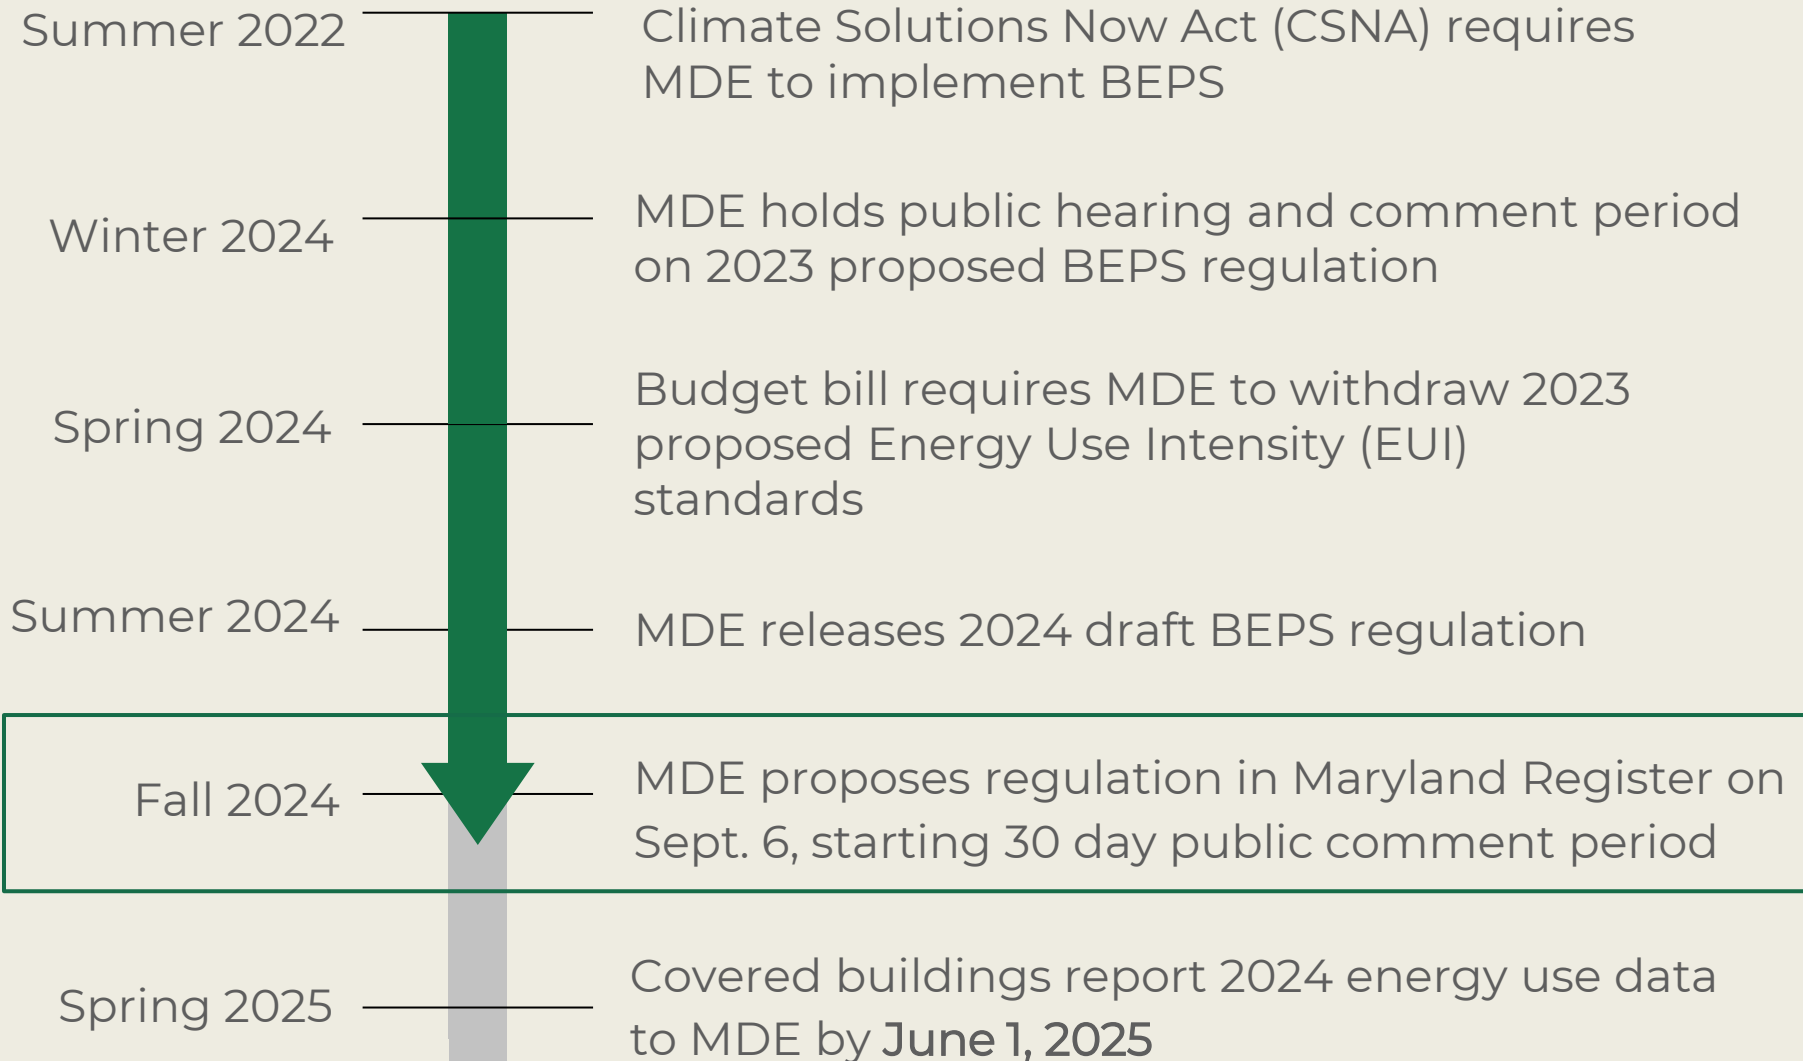 Summer 2022
Climate Solutions Now Act (CSNA) requires
MDE to implement BEPS
Winter 2024
MDE holds public hearing and comment period
on 2023 proposed BEPS regulation
Spring 2024
Budget bill requires MDE to withdraw 2023
proposed Energy Use Intensity (EUI)
standards
Summer 2024
MDE releases 2024 draft BEPS regulation
Fall 2024
MDE proposes regulation in Maryland Register on
Sept. 6, starting 30 day public comment period
Spring 2025
Covered buildings report 2024 energy use data
to MDE by June 1, 2025